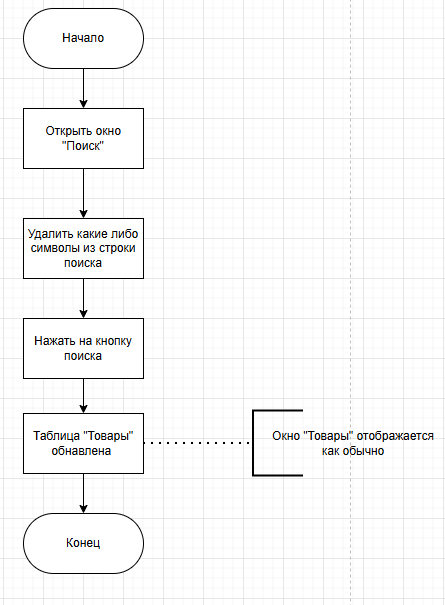 Начало
Открыть окно
"Поиск"
Удалить какие либо
символы из строки
поиска
Нажать на кнопку
поиска
Таблица "Товары"
обнавлена
Окно "Товары" отображается
как обычно
Конец